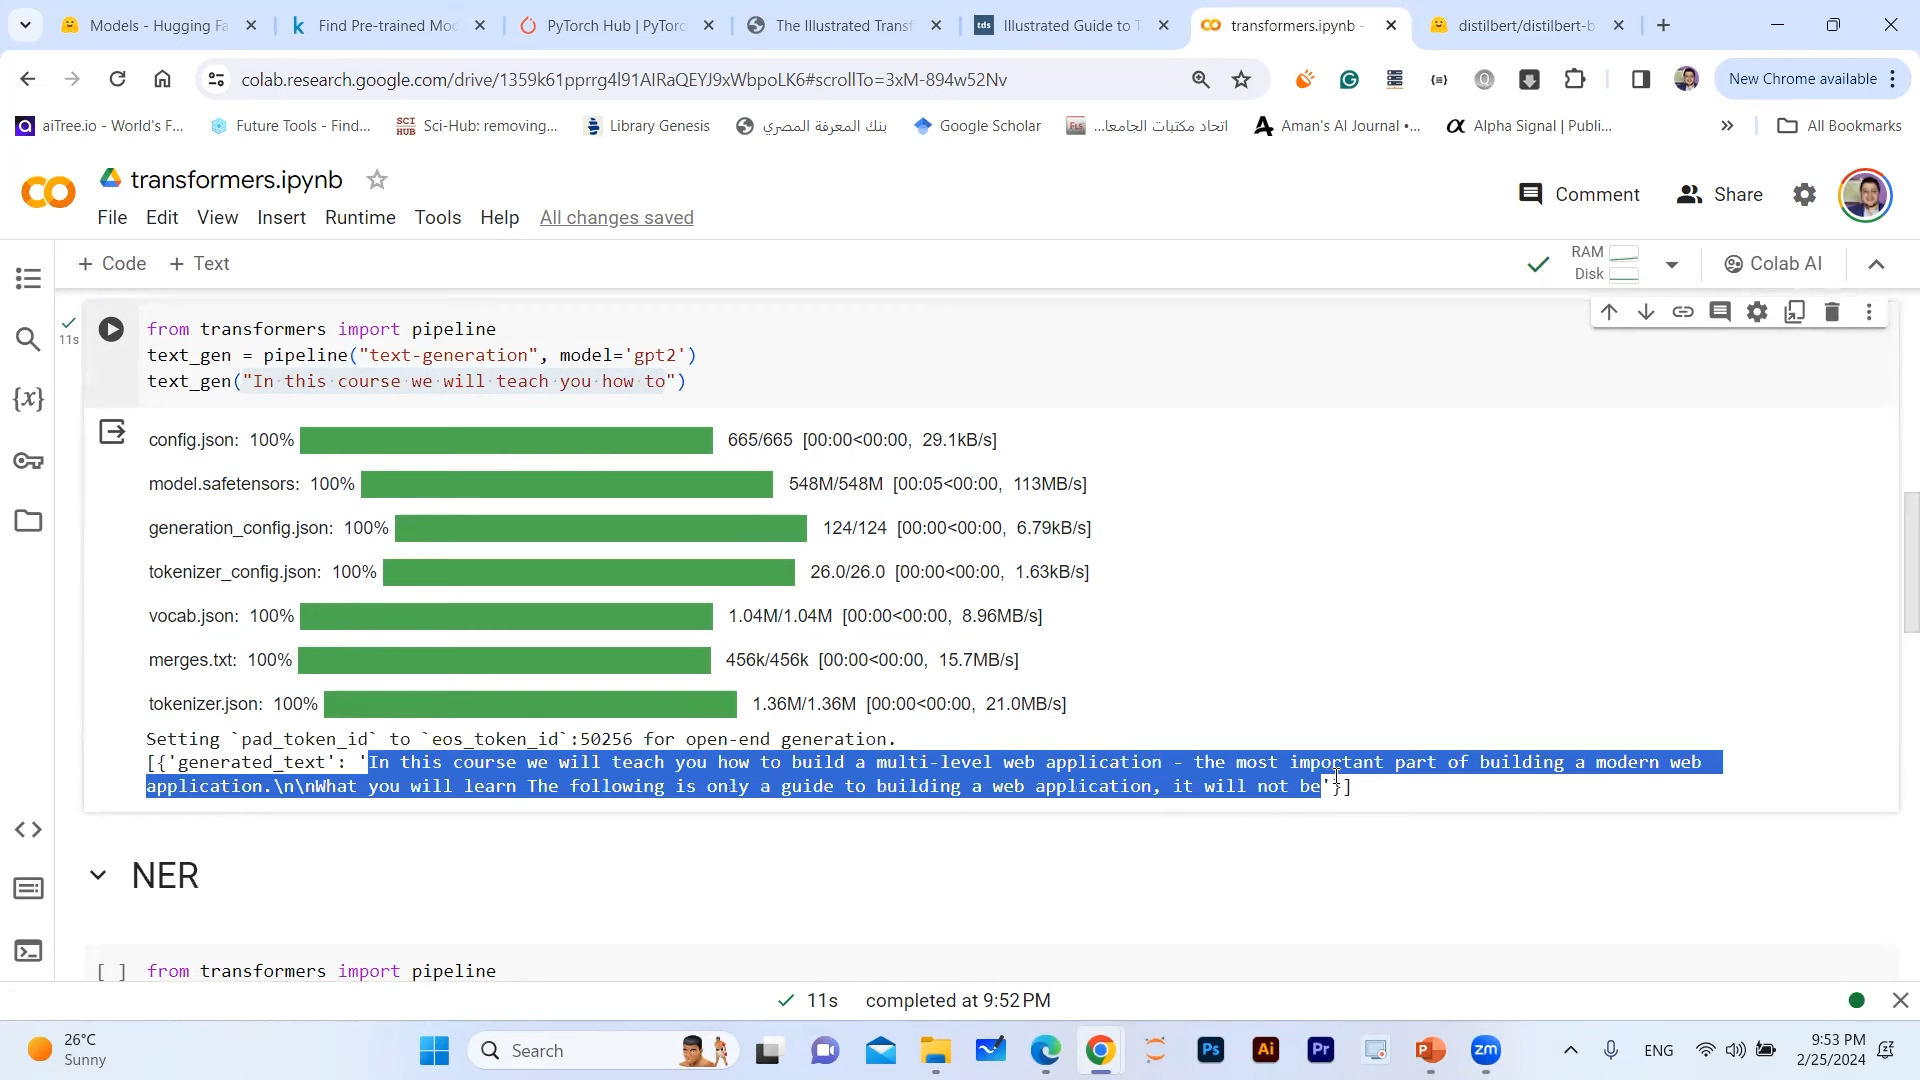 Models - Hugging Fa
Find Pre-trained Mod
PyTorch Hub | PyTorc
The Illustrated Transf
tds
Illustrated Guide to T
transformers.ipynb -
distilbert/distilbert-b
colab.research.google.com/drive/1359k61pprrg4l91AIRaQEYJ9xWbpoLK6#scrollTo=3xM-894w52Nv
New Chrome available
aiTree.io - World's F...
Future Tools - Find...
SCI HUB
Sci-Hub: removing...
Library Genesis
بنك المعرفة المصري
Google Scholar
اتحاد مكتبات الجامعا...
Aman's AI Journal •...
Alpha Signal | Publi...
All Bookmarks
transformers.ipynb
Comment
Share
File Edit View Insert Runtime Tools Help All changes saved
+ Code + Text
RAM
Disk
Colab AI
11s
from transformers import pipeline
text_gen = pipeline("text-generation", model='gpt2')
text_gen("In this course we will teach you how to")
config.json: 100% 665/665 [00:00<00:00, 29.1kB/s]
model.safetensors: 100% 548M/548M [00:05<00:00, 113MB/s]
generation_config.json: 100% 124/124 [00:00<00:00, 6.79kB/s]
tokenizer_config.json: 100% 26.0/26.0 [00:00<00:00, 1.63kB/s]
vocab.json: 100% 1.04M/1.04M [00:00<00:00, 8.96MB/s]
merges.txt: 100% 456k/456k [00:00<00:00, 15.7MB/s]
tokenizer.json: 100% 1.36M/1.36M [00:00<00:00, 21.0MB/s]
Setting `pad_token_id` to `eos_token_id`:50256 for open-end generation.
[{'generated_text': 'In this course we will teach you how to build a multi-level web application - the most important part of building a modern web
application.\n\nWhat you will learn The following is only a guide to building a web application, it will not be'}]
NER
[ ] from transformers import pipeline
11s completed at 9:52 PM
26°C
Sunny
Search
Ps
Ai
Pr
P
zm
ENG
9:53 PM
2/25/2024